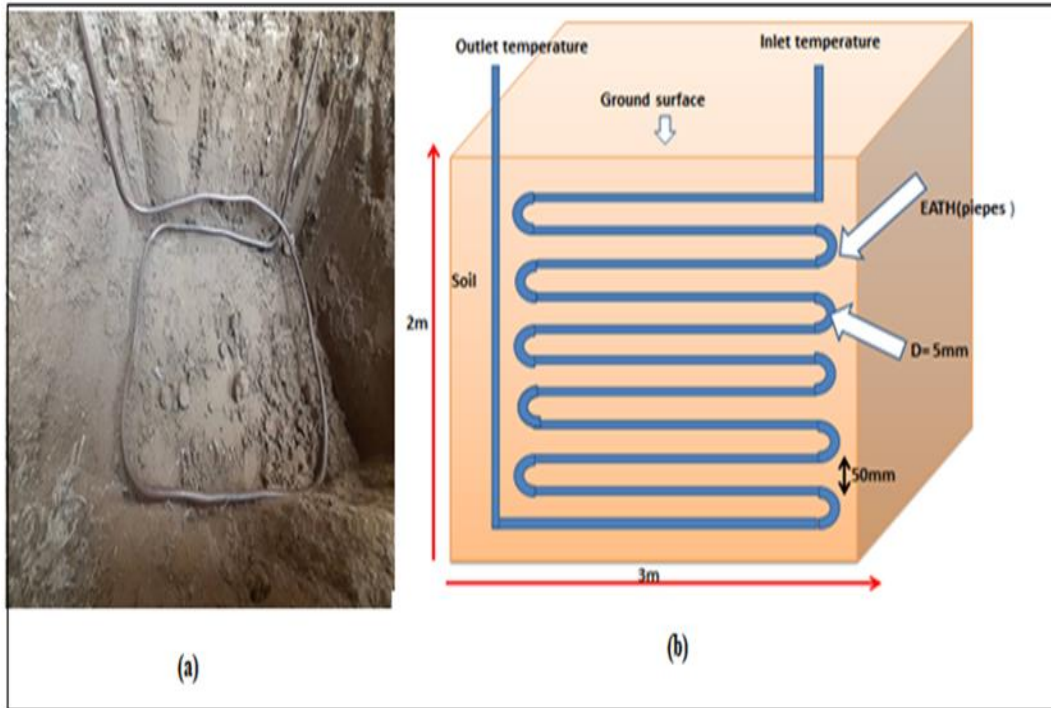 Outlet temperature
Inlet temperature
Ground surface
EATH(piepes )
Soil
2m
D= 5mm
50mm
3m
(a)
(b)